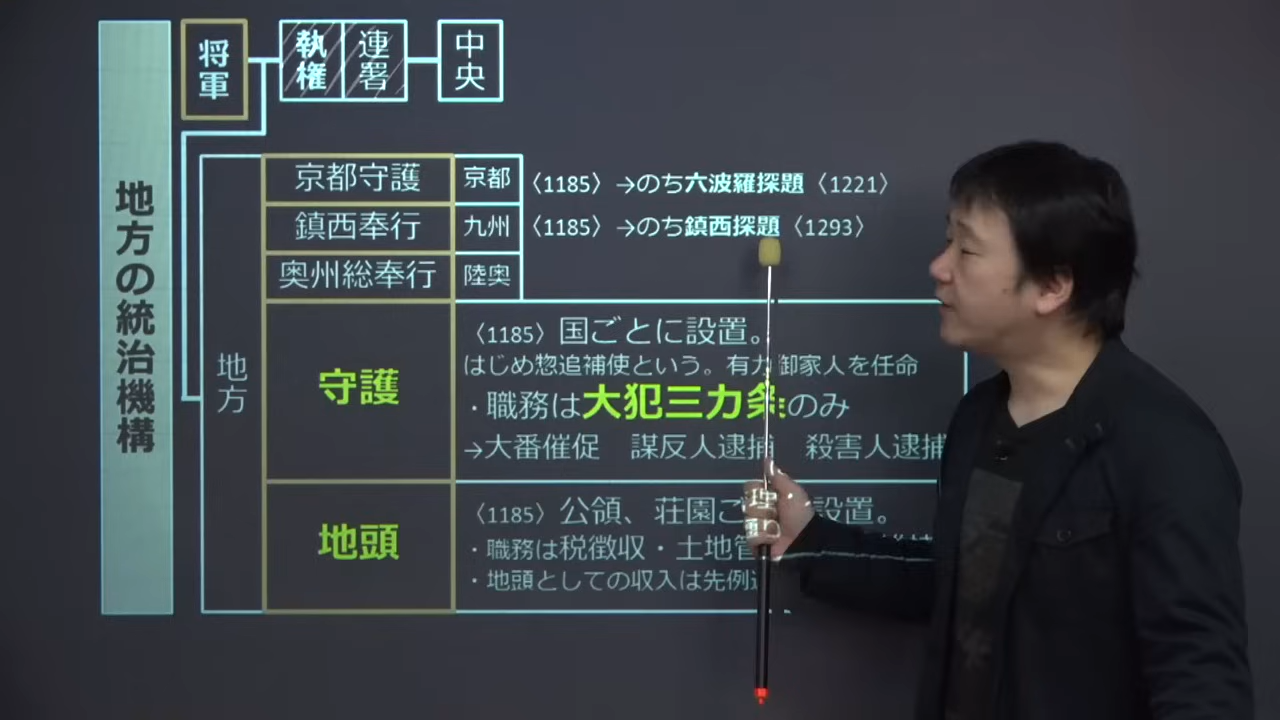 地方の統治機構
将軍
執権
連署
中央
地方
京都守護 京都 〈1185〉→のち六波羅探題〈1221〉
鎮西奉行 九州 〈1185〉→のち鎮西探題〈1293〉
奥州総奉行 陸奥
守護
〈1185〉国ごとに設置。
はじめ惣追補使という。有力御家人を任命
・職務は大犯三カ条のみ
→大番催促 謀反人逮捕 殺害人逮捕
地頭
〈1185〉公領、荘園ご 設置。
・職務は税徴収・土地管
・地頭としての収入は先例